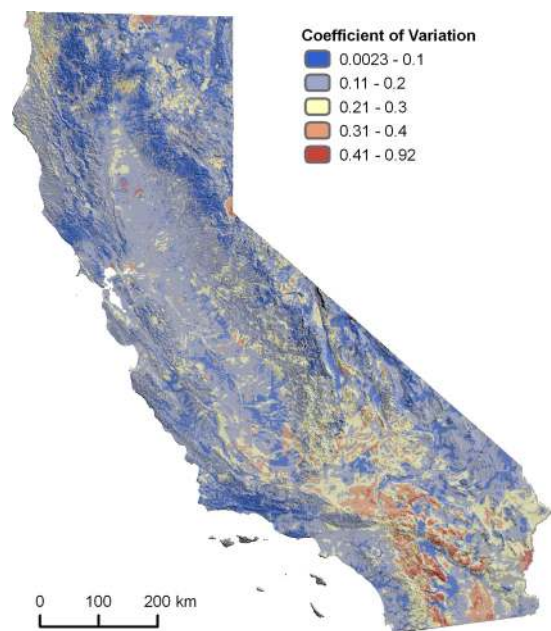 Coefficient of Variation
0.0023 - 0.1
0.11 - 0.2
0.21 - 0.3
0.31 - 0.4
0.41 - 0.92
0 100 200 km